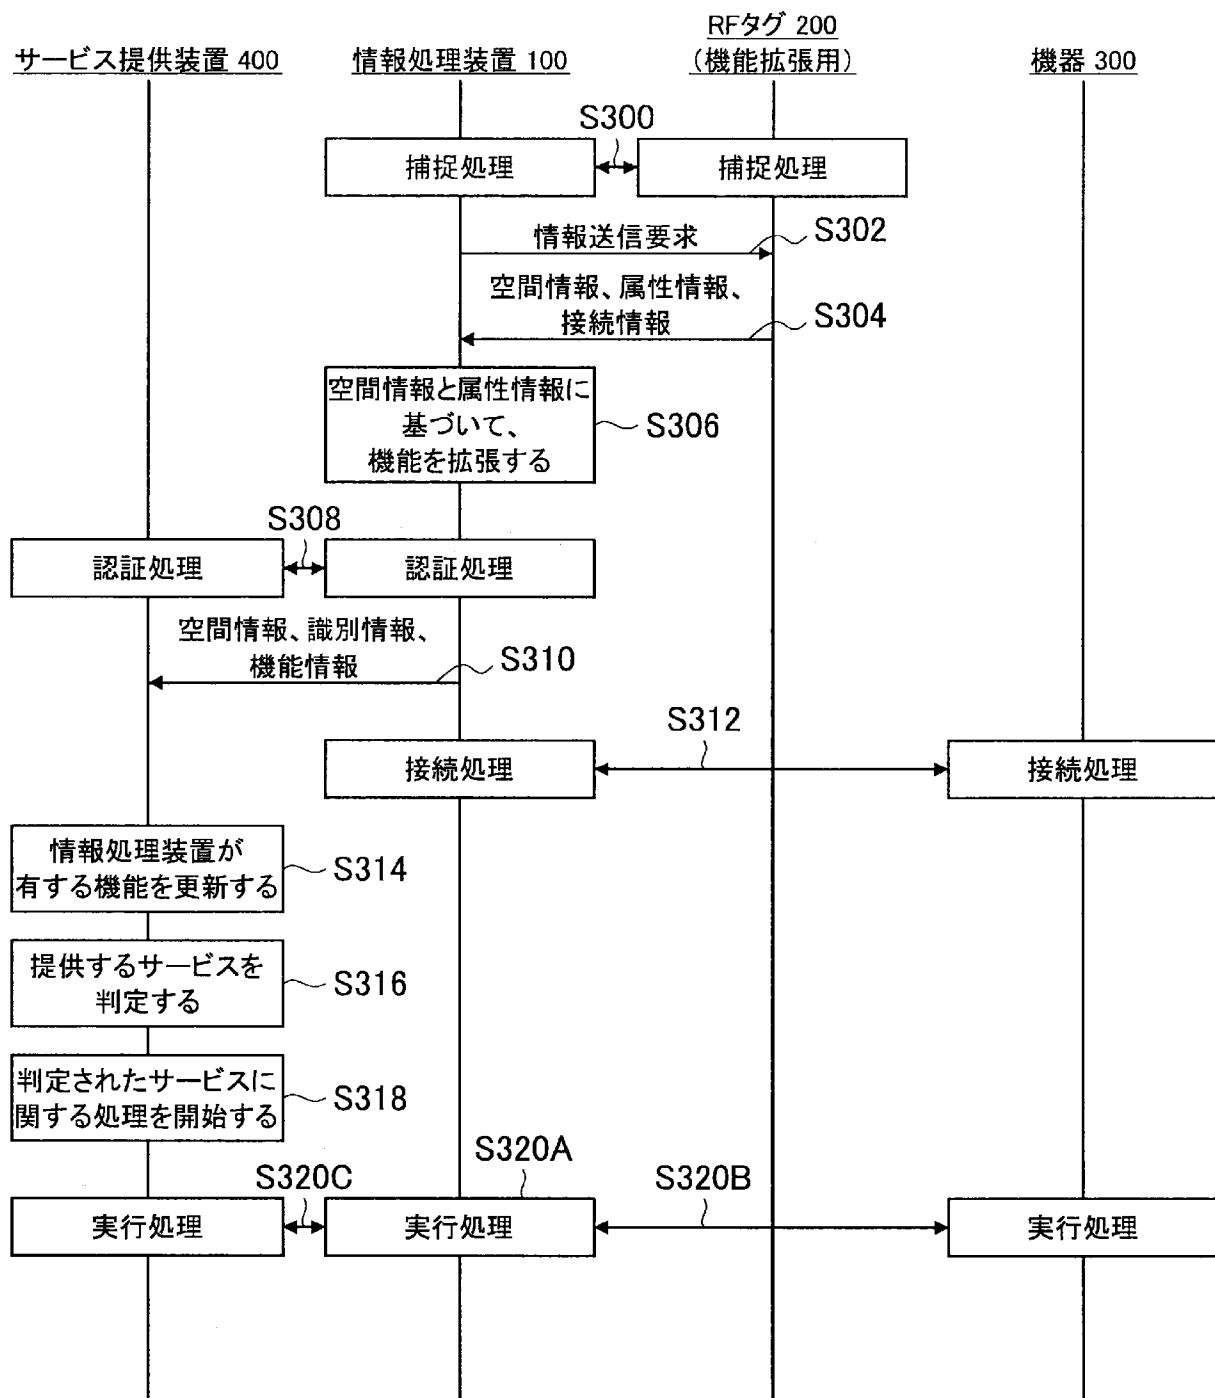 サービス提供装置 400
情報処理装置 100
RFタグ 200
(機能拡張用)
機器 300
S300
捕捉処理
捕捉処理
情報送信要求
S302
空間情報、属性情報、
接続情報
S304
空間情報と属性情報に
基づいて、
機能を拡張する
S306
S308
認証処理
認証処理
空間情報、識別情報、
機能情報
S310
S312
接続処理
接続処理
情報処理装置が
有する機能を更新する
S314
提供するサービスを
判定する
S316
判定されたサービスに
関する処理を開始する
S318
S320C
S320A
S320B
実行処理
実行処理
実行処理